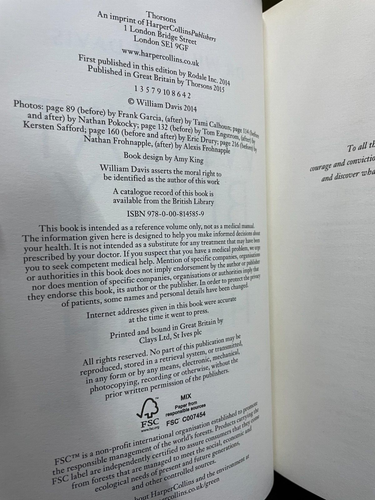 Thorsons
An imprint of HarperCollinsPublishers
1 London Bridge Street
London SE1 9GF
www.harpercollins.co.uk
First published in this edition by Rodale Inc. 2014
Published in Great Britain by Thorsons 2015
1 3 5 7 9 10 8 6 4 2
© William Davis 2014
Photos: page 89 (before) by Frank Garcia, (after) by Tami Calhoun; page 114 (before
and after) by Nathan Pokocky; page 132 (before) by Tom Engstrom, (after) by
Kersten Safford; page 160 (before and after) by Eric Drury; page 216 (before) by
Nathan Frohnapple, (after) by Alexis Frohnapple
Book design by Amy King
William Davis asserts the moral right to
be identified as the author of this work
A catalogue record of this book is
available from the British Library
ISBN 978-0-00-814585-9
This book is intended as a reference volume only, not as a medical manual.
The information given here is designed to help you make informed decisions about
your health. It is not intended as a substitute for any treatment that may have been
prescribed by your doctor. If you suspect that you have a medical problem, we urge
you to seek competent medical help. Mention of specific companies, organisations
or authorities in this book does not imply endorsement by the author or publisher
nor does mention of specific companies, organisations or authorities imply that
they endorse this book, its author or the publisher. In order to protect the privacy
of patients, some names and personal details have been changed.
Internet addresses given in this book were accurate
at the time it went to press.
Printed and bound in Great Britain by
Clays Ltd, St Ives plc
All rights reserved. No part of this publication may be
reproduced, stored in a retrieval system, or transmitted,
in any form or by any means, electronic, mechanical,
photocopying, recording or otherwise, without the
prior written permission of the publishers.
FSC
www.fsc.org
MIX
Paper from
responsible sources
FSC C007454
FSC™ is a non-profit international organisation established to promote
the responsible management of the world's forests. Products carrying the
FSC label are independently certified to assure consumers that they come
from forests that are managed to meet the social, economic and
ecological needs of present and future generations,
and other controlled sources
about HarperCollins and the environment at
collins.co.uk/green
To all th
courage and convictio
and discover wha